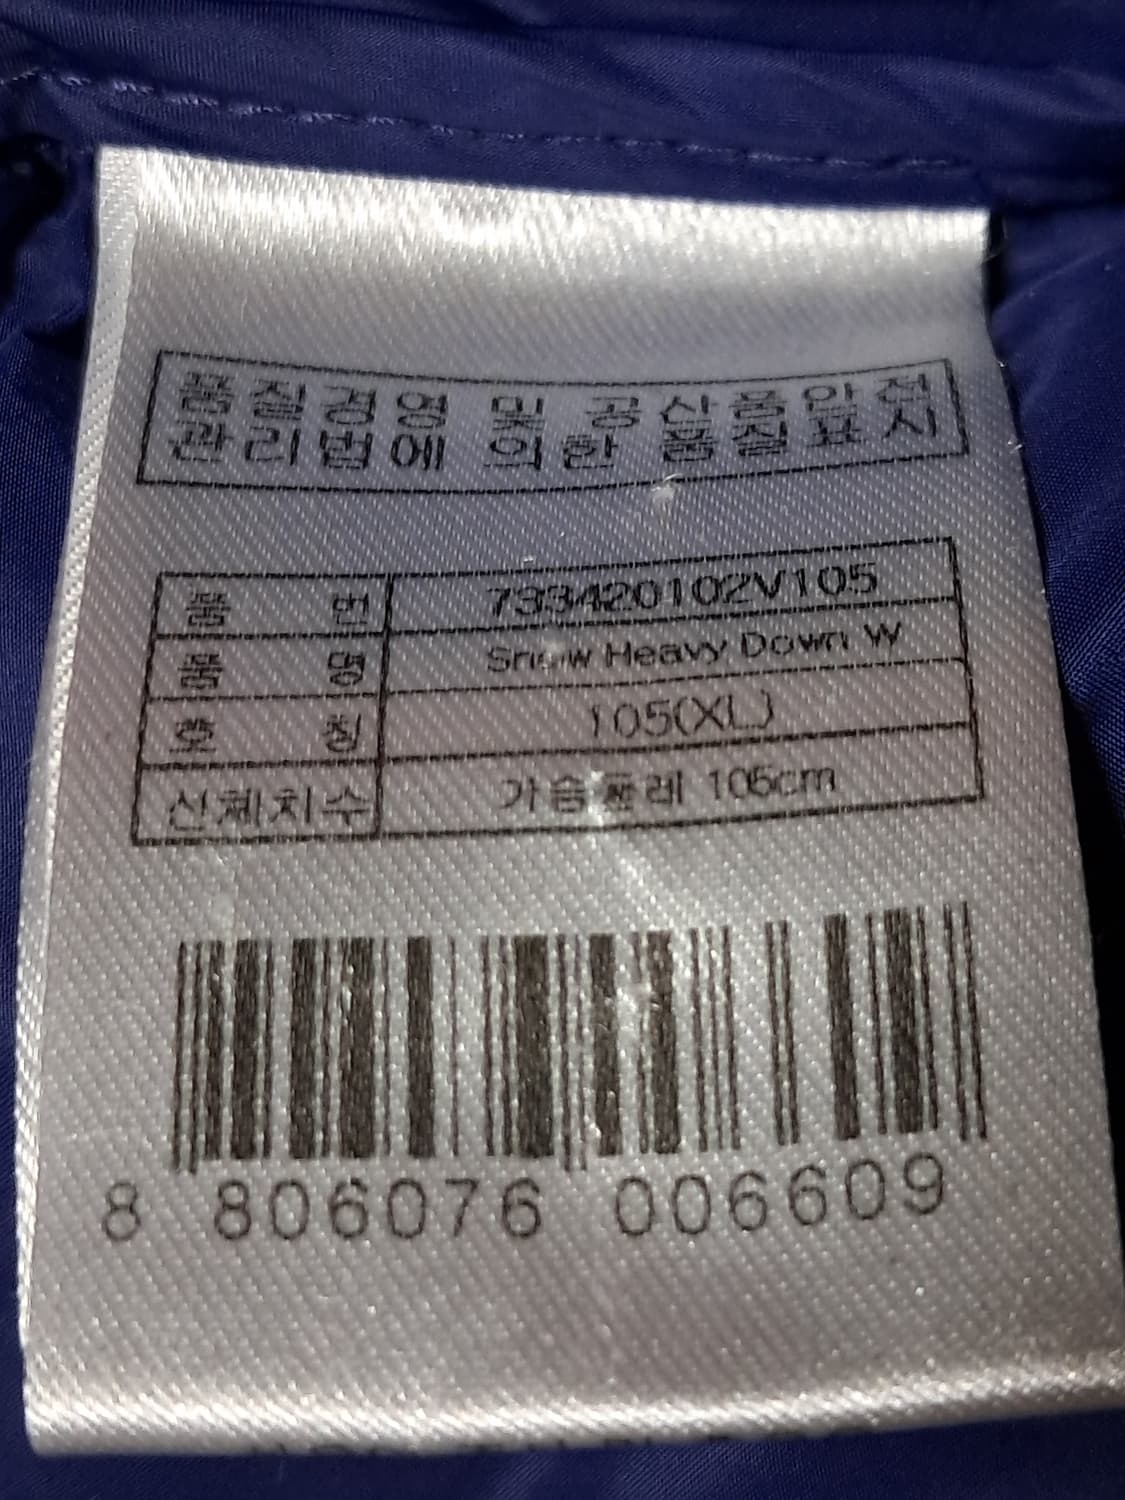 품질경영 및 공산품안전
관리법에 의한 품질표시
품 번 733420102V105
품 명 Snow Heavy Down W
호 칭 105(XL)
신체치수 가슴둘레 105cm
8 806076 006609